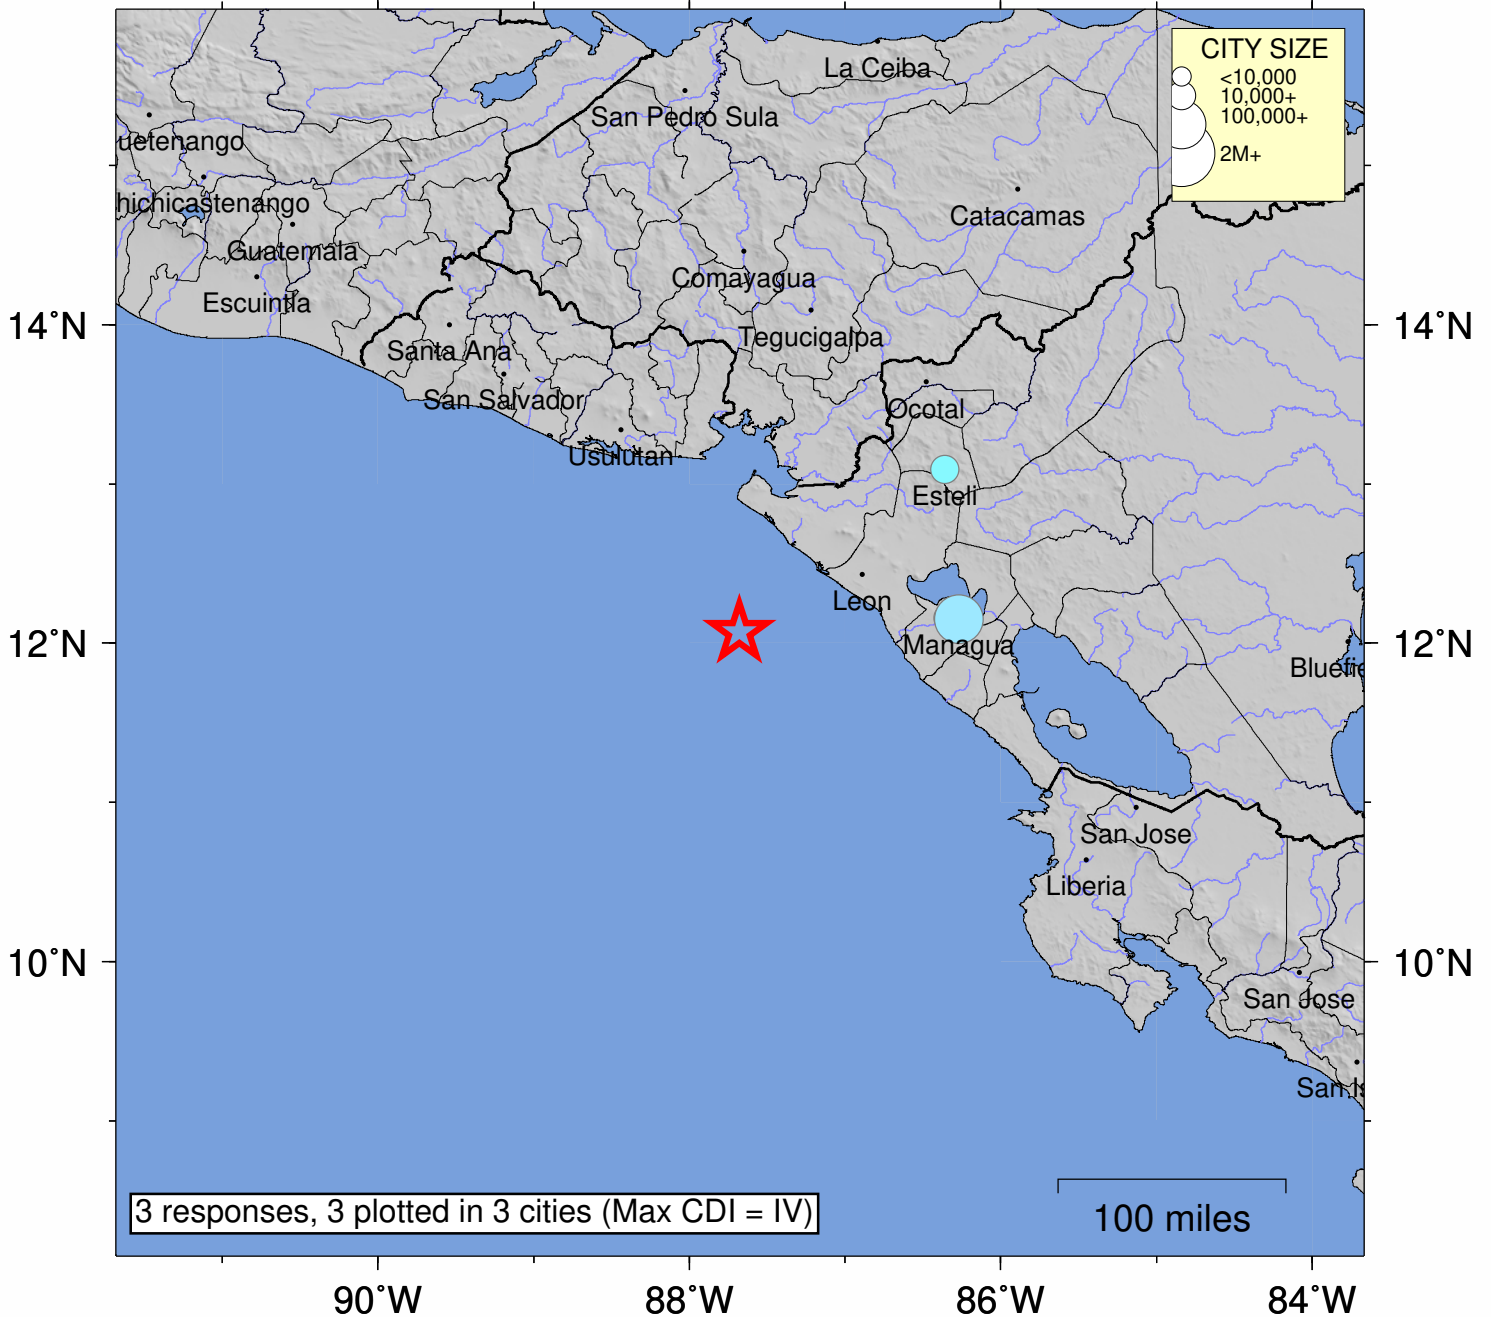 La Ceiba
CITY SIZE
<10,000
10,000+
100,000+
2M+
San Pedro Sula
uetenango
hichicastenango
Catacamas
Guatemala
Comayagua
Escuintla
14°N
Tegucigalpa
14°N
Santa Ana
San Salvador
Ocotal
Usulutan
Esteli
Leon
12°N
Managua
12°N
Bluefie
San Jose
Liberia
10°N
10°N
San Jose
San Is
3 responses, 3 plotted in 3 cities (Max CDI = IV)
100 miles
90°W
88°W
86°W
84°W